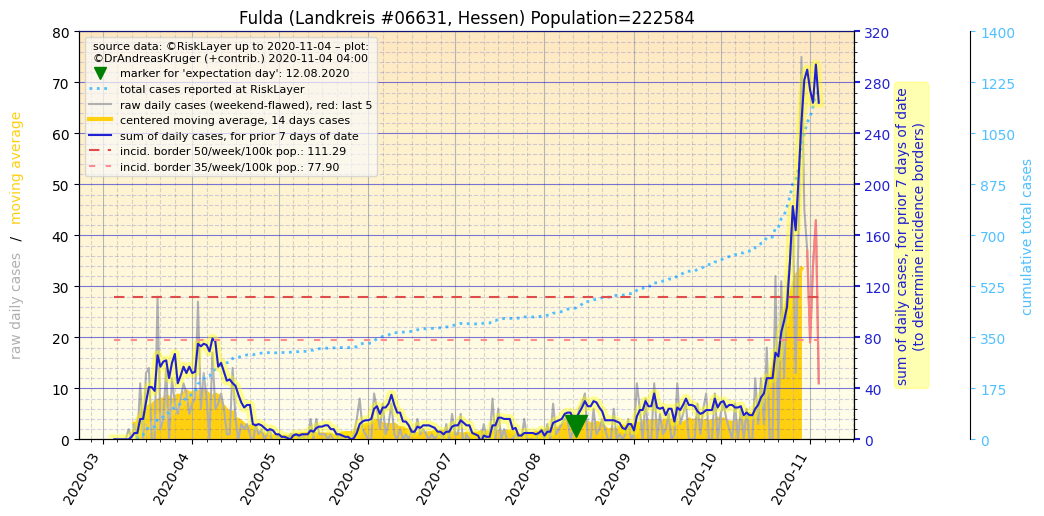 Fulda (Landkreis #06631, Hessen) Population=222584
source data: ©RiskLayer up to 2020-11-04 – plot:
©DrAndreasKruger (+contrib.) 2020-11-04 04:00
marker for 'expectation day': 12.08.2020
total cases reported at RiskLayer
raw daily cases (weekend-flawed), red: last 5
centered moving average, 14 days cases
sum of daily cases, for prior 7 days of date
incid. border 50/week/100k pop.: 111.29
incid. border 35/week/100k pop.: 77.90
raw daily cases / moving average
80
70
60
50
40
30
20
10
0
2020-03
2020-04
2020-05
2020-06
2020-07
2020-08
2020-09
2020-10
2020-11
320
280
240
200
160
120
80
40
0
sum of daily cases, for prior 7 days of date
(to determine incidence borders)
1400
1225
1050
875
700
525
350
175
0
cumulative total cases